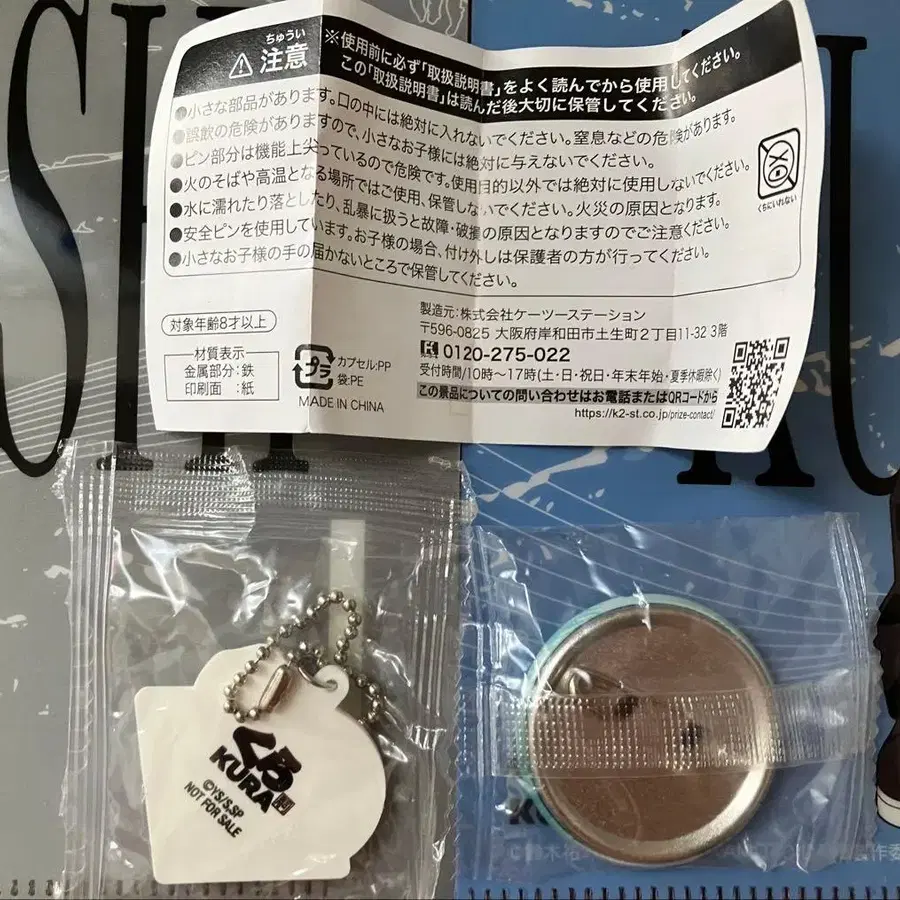 SH
KU
ちゅうい
注意
※使用前に必ず「取扱説明書」をよく読んでから使用してください。
この「取扱説明書」は読んだ後大切に保管してください。
●小さな部品があります。口の中には絶対に入れないでください。窒息などの危険があります。
●誤飲の危険がありますので、小さなお子様には絶対に与えないでください。
●ピン部分は機能上尖っているので危険です。使用目的以外では絶対に使用しないでください。
●火のそばや高温となる場所ではご使用、保管しないでください。火災の原因となります。
●水に濡れたり落としたり、乱暴に扱うと故障・破損の原因となりますのでご注意ください。
●安全ピンを使用しています。お子様の場合、付け外しは保護者の方が行ってください。
●小さなお子様の手の届かないところで保管してください。
くちにいれない
対象年齢8才以上
材質表示
金属部分:鉄
印刷面:紙
プラ
カプセル:PP
袋:PE
MADE IN CHINA
製造元:株式会社ケーツーステーション
〒596-0825 大阪府岸和田市土生町2丁目11-32 3階
0120-275-022
受付時間/10時〜17時(土・日・祝日・年末年始・夏季休暇除く)
この景品についての問い合わせはお電話またはQRコードから
https://k2-st.co.jp/prize-contact/
くら
KURA
©YS/S,SP
NOT FOR SALE